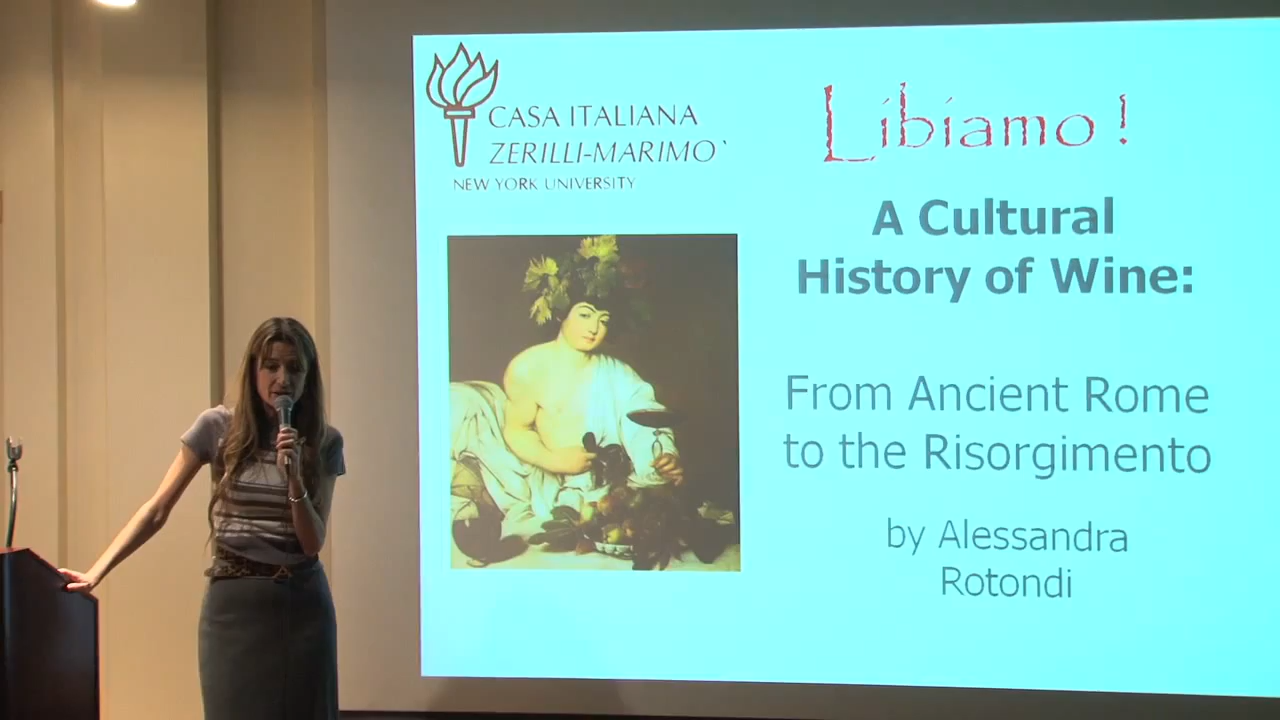 CASA ITALIANA
ZERILLI-MARIMO`
NEW YORK UNIVERSITY
Libiamo !
A Cultural
History of Wine:
From Ancient Rome
to the Risorgimento
by Alessandra
Rotondi